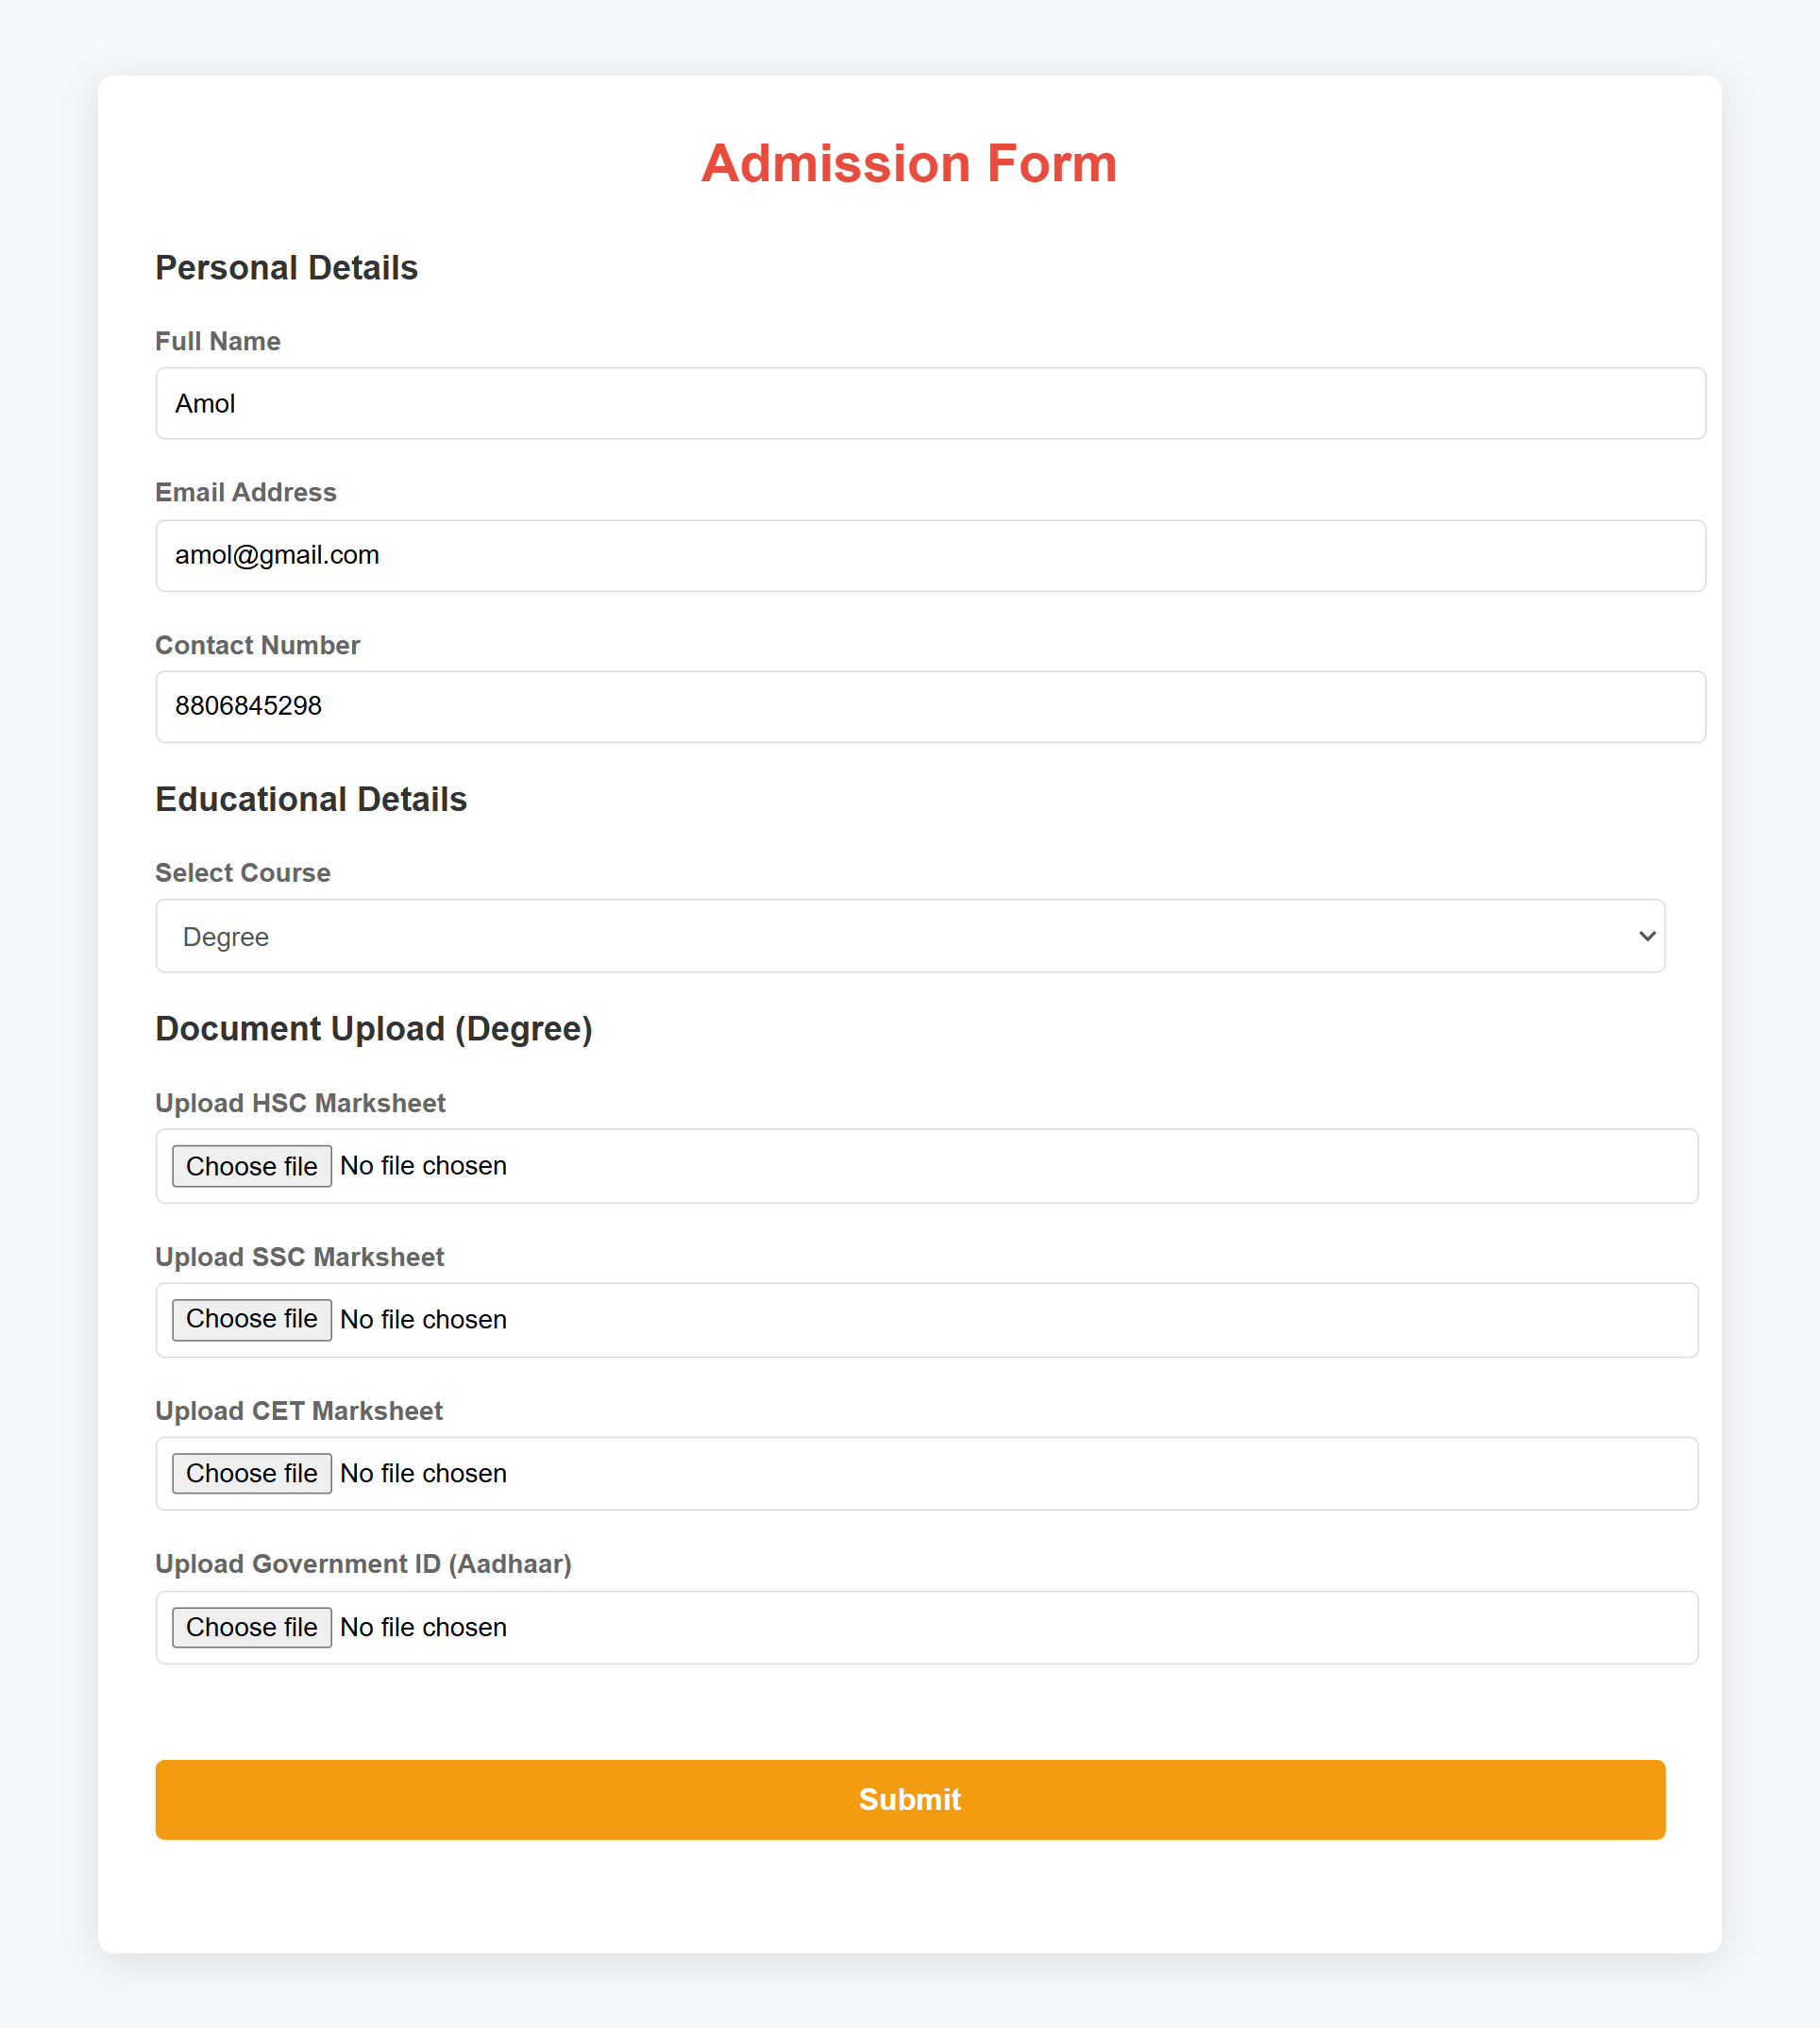 Admission Form
Personal Details
Full Name
Amol
Email Address
amol@gmail.com
Contact Number
8806845298
Educational Details
Select Course
Degree
Document Upload (Degree)
Upload HSC Marksheet
Choose file No file chosen
Upload SSC Marksheet
Choose file No file chosen
Upload CET Marksheet
Choose file No file chosen
Upload Government ID (Aadhaar)
Choose file No file chosen
Submit